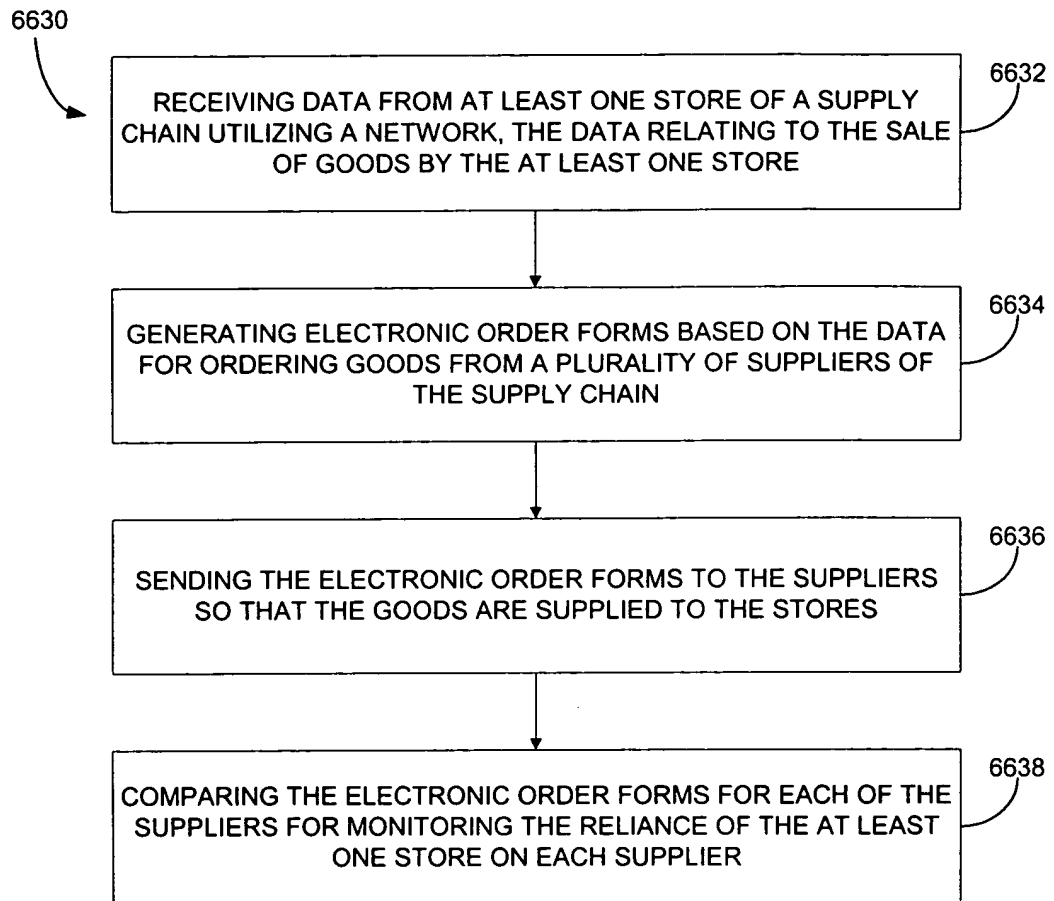 6630
6632
RECEIVING DATA FROM AT LEAST ONE STORE OF A SUPPLY
CHAIN UTILIZING A NETWORK, THE DATA RELATING TO THE SALE
OF GOODS BY THE AT LEAST ONE STORE
6634
GENERATING ELECTRONIC ORDER FORMS BASED ON THE DATA
FOR ORDERING GOODS FROM A PLURALITY OF SUPPLIERS OF
THE SUPPLY CHAIN
6636
SENDING THE ELECTRONIC ORDER FORMS TO THE SUPPLIERS
SO THAT THE GOODS ARE SUPPLIED TO THE STORES
6638
COMPARING THE ELECTRONIC ORDER FORMS FOR EACH OF THE
SUPPLIERS FOR MONITORING THE RELIANCE OF THE AT LEAST
ONE STORE ON EACH SUPPLIER